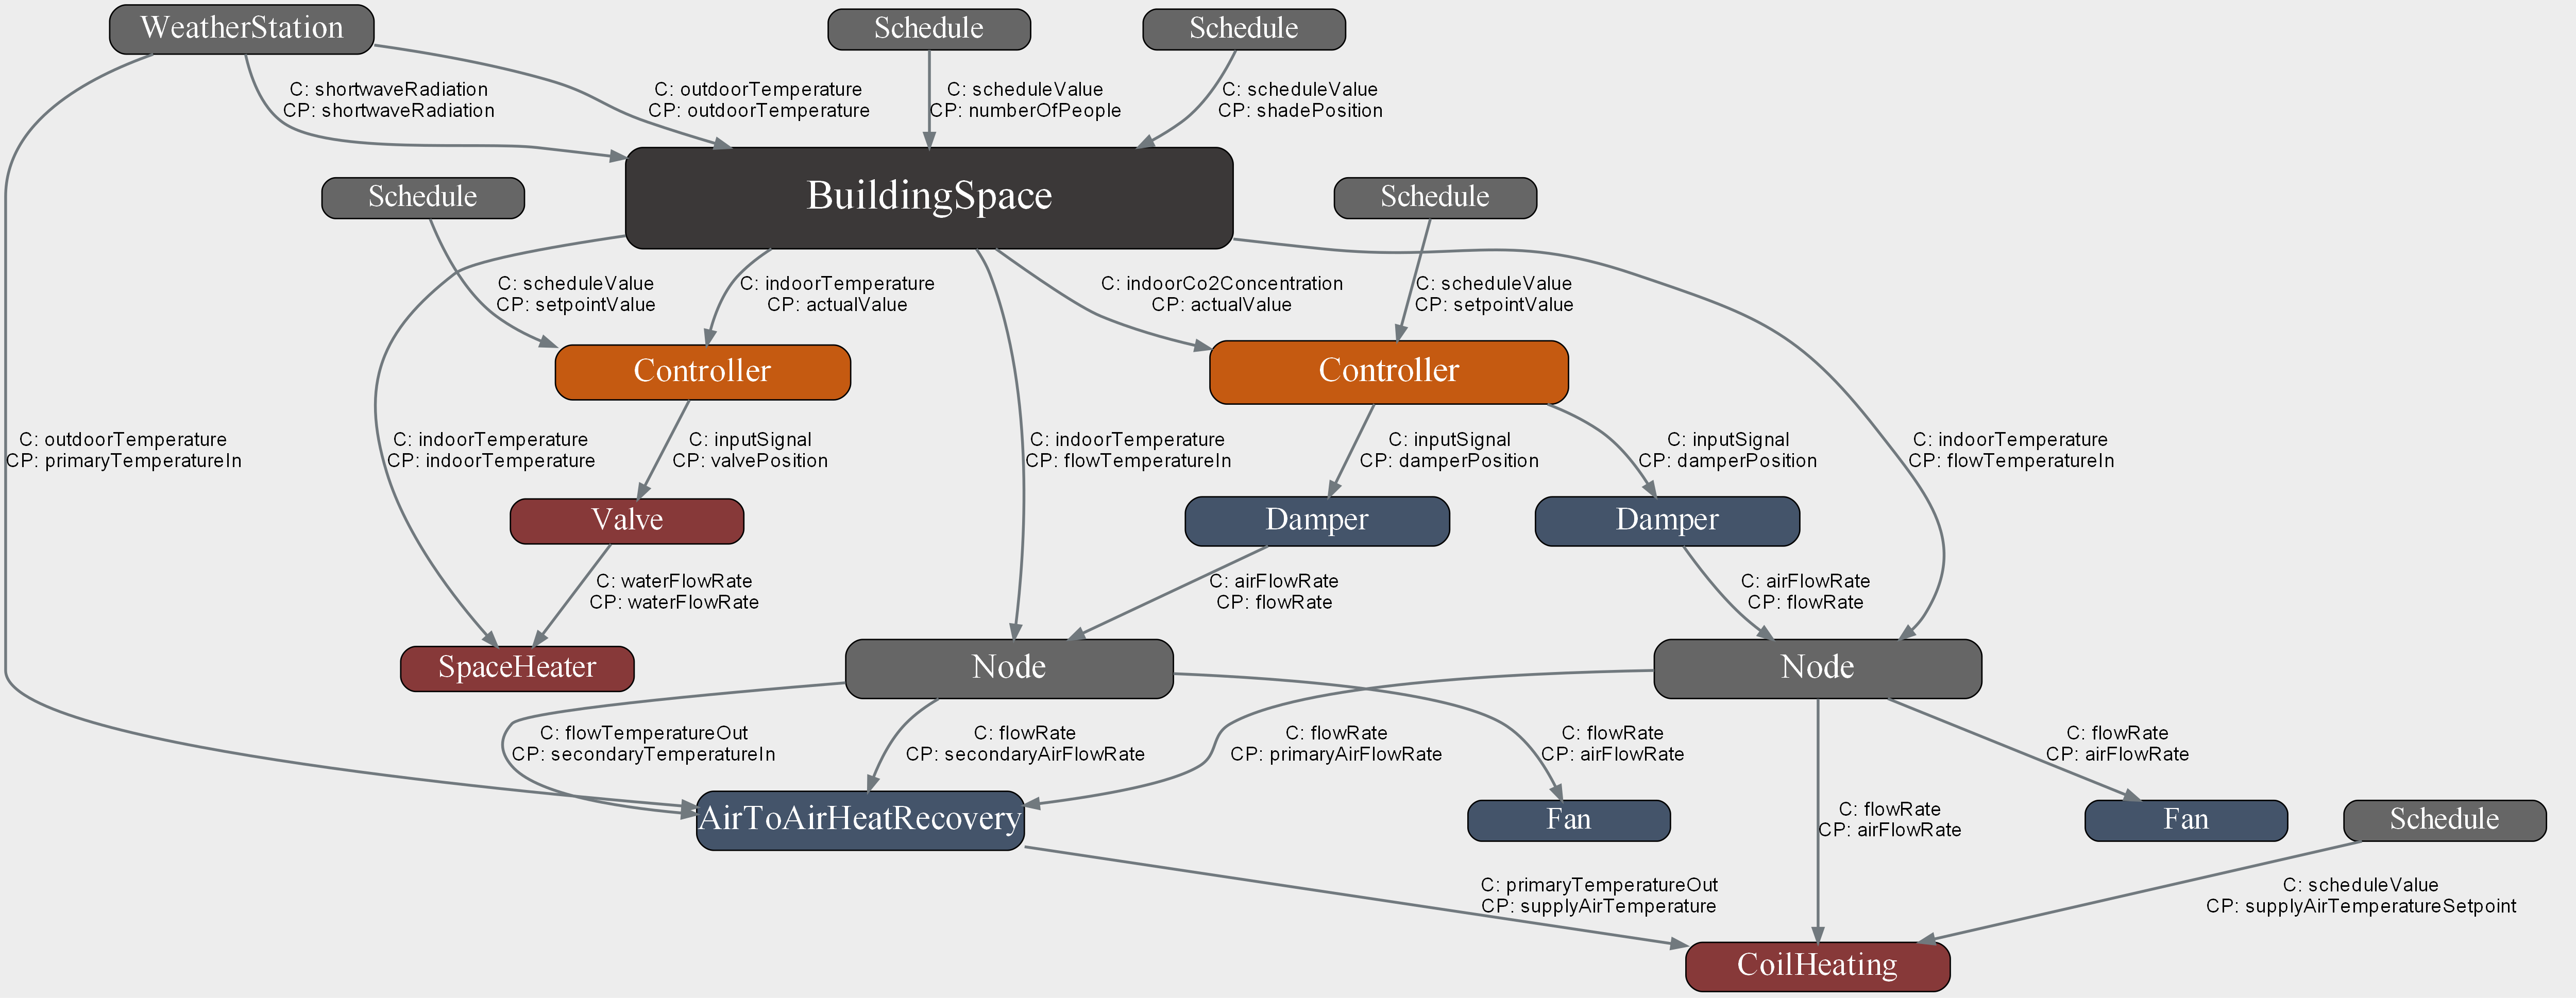 WeatherStation
Schedule
Schedule
C: shortwaveRadiation
CP: shortwaveRadiation
C: outdoorTemperature
CP: outdoorTemperature
C: scheduleValue
CP: numberOfPeople
C: scheduleValue
CP: shadePosition
Schedule
BuildingSpace
Schedule
C: scheduleValue
CP: setpointValue
C: indoorTemperature
CP: actualValue
C: indoorCo2Concentration
CP: actualValue
C: scheduleValue
CP: setpointValue
Controller
Controller
C: outdoorTemperature
CP: primaryTemperatureIn
C: indoorTemperature
CP: indoorTemperature
C: inputSignal
CP: valvePosition
C: indoorTemperature
CP: flowTemperatureIn
C: inputSignal
CP: damperPosition
C: inputSignal
CP: damperPosition
C: indoorTemperature
CP: flowTemperatureIn
Valve
Damper
Damper
C: waterFlowRate
CP: waterFlowRate
C: airFlowRate
CP: flowRate
C: airFlowRate
CP: flowRate
SpaceHeater
Node
Node
C: flowTemperatureOut
CP: secondaryTemperatureIn
C: flowRate
CP: secondaryAirFlowRate
C: flowRate
CP: primaryAirFlowRate
C: flowRate
CP: airFlowRate
C: flowRate
CP: airFlowRate
AirToAirHeatRecovery
Fan
C: flowRate
CP: airFlowRate
Fan
Schedule
C: primaryTemperatureOut
CP: supplyAirTemperature
C: scheduleValue
CP: supplyAirTemperatureSetpoint
CoilHeating